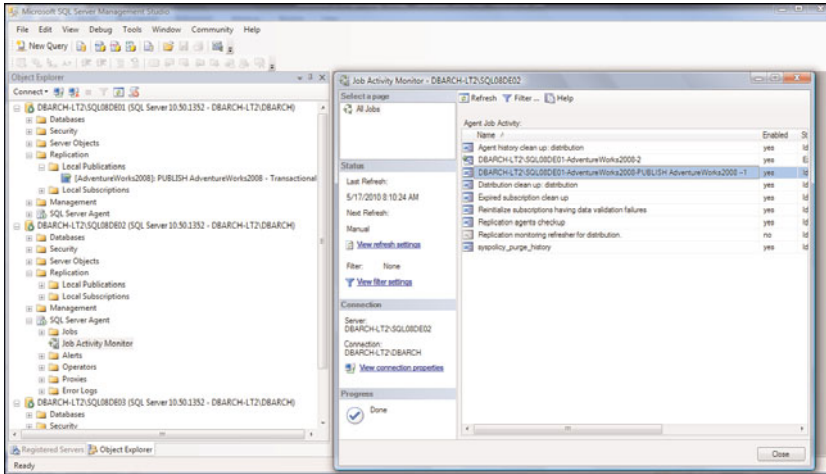 Microsoft SQL Server Management Studio
File Edit View Debug Tools Window Community Help
New Query
Object Explorer
Connect
DBARCH-LT2\SQL08DE01 (SQL Server 10.50.1352 - DBARCH-LT2\DBARCH)
Databases
Security
Server Objects
Replication
Local Publications
[AdventureWorks2008]: PUBLISH AdventureWorks2008 - Transactional
Local Subscriptions
Management
SQL Server Agent
DBARCH-LT2\SQL08DE02 (SQL Server 10.50.1352 - DBARCH-LT2\DBARCH)
Databases
Security
Server Objects
Replication
Local Publications
Local Subscriptions
Management
SQL Server Agent
Jobs
Job Activity Monitor
Alerts
Operators
Proxies
Error Logs
DBARCH-LT2\SQL08DE03 (SQL Server 10.50.1352 - DBARCH-LT2\DBARCH)
Databases
Security
Registered Servers Object Explorer
Ready
Job Activity Monitor - DBARCH-LT2\SQL08DE02
Select a page
All Jobs
Status
Last Refresh:
5/17/2010 8:10:24 AM
Next Refresh:
Manual
View refresh settings
Filter: None
View filter settings
Connection
Server:
DBARCH-LT2\SQL08DE02
Connection:
DBARCH-LT2\DBARCH
View connection properties
Progress
Done
Refresh Filter ... Help
Agent Job Activity:
Name Enabled St
Agent history clean up: distribution yes Id
DBARCH-LT2\SQL08DE01-AdventureWorks2008-2 yes E
DBARCH-LT2\SQL08DE01-AdventureWorks2008-PUBLISH AdventureWorks2008 -1 yes Id
Distribution clean up: distribution yes Id
Expired subscription clean up yes Id
Reinitialize subscriptions having data validation failures yes Id
Replication agents checkup yes Id
Replication monitoring refresher for distribution. no Id
syspolicy_purge_history yes Id
Close